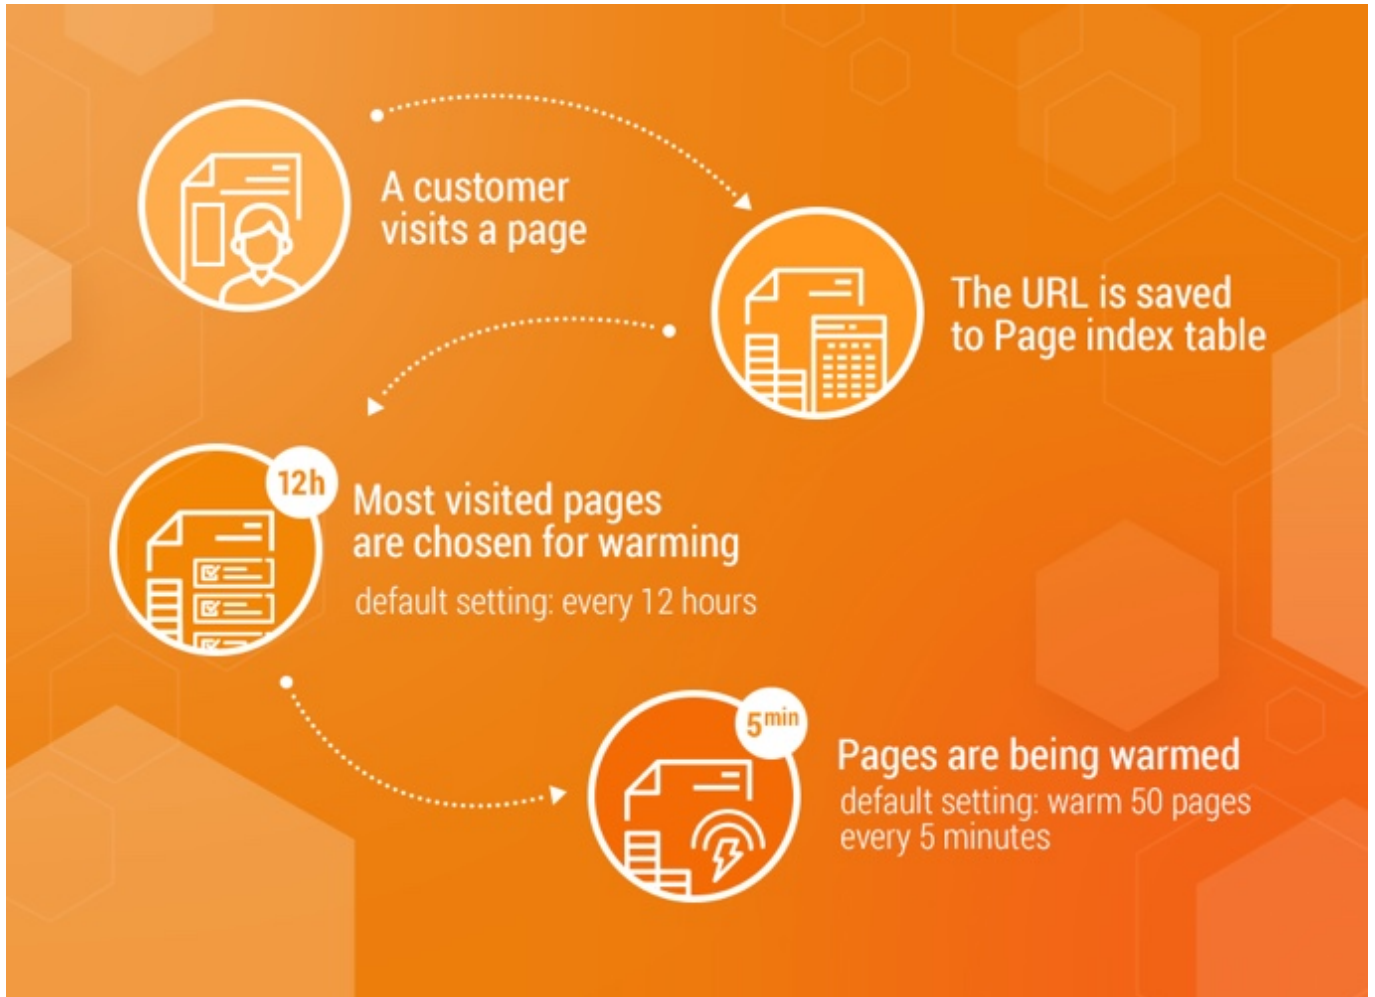 A customer
visits a page
The URL is saved
to Page index table
12h
Most visited pages
are chosen for warming
default setting: every 12 hours
5min
Pages are being warmed
default setting: warm 50 pages
every 5 minutes